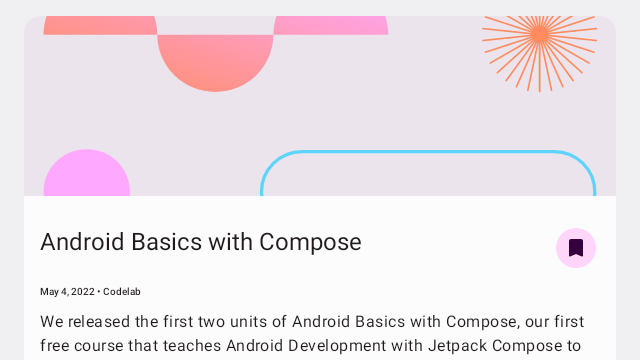 Android Basics with Compose
May 4, 2022 • Codelab
We released the first two units of Android Basics with Compose, our first
free course that teaches Android Development with Jetpack Compose to